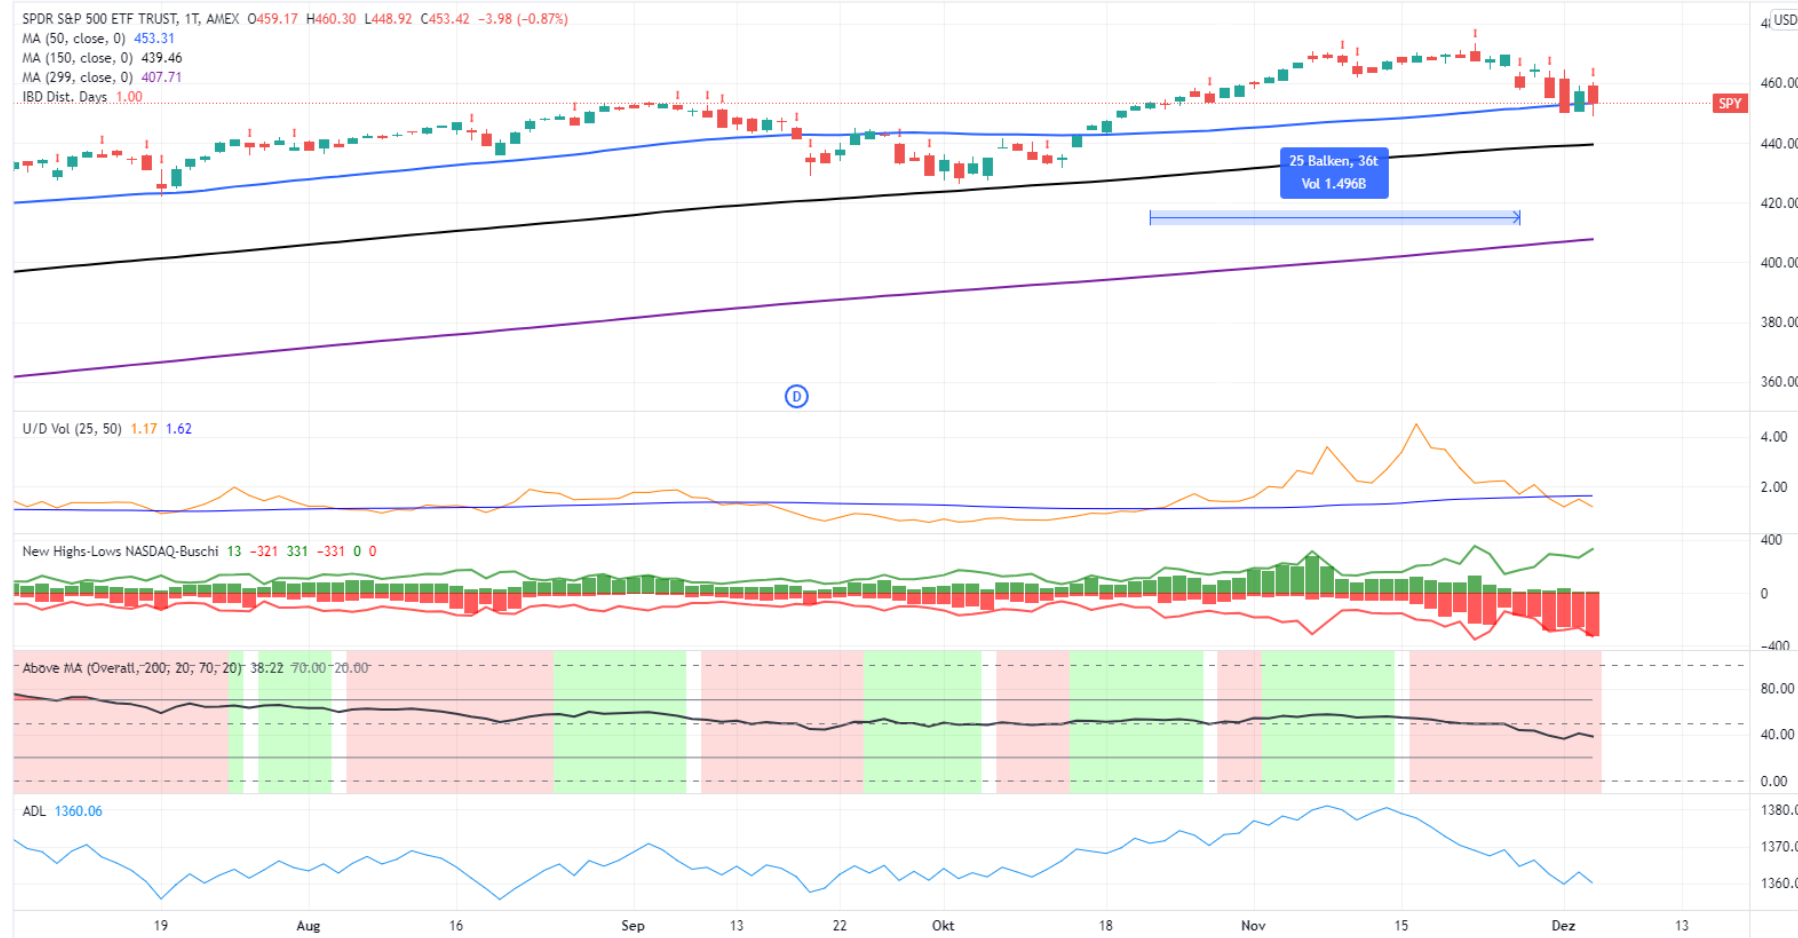 SPDR S&P 500 ETF TRUST, 1T, AMEX O459.17 H460.30 L448.92 C453.42 −3.98 (−0.87%)
MA (50, close, 0) 453.31
MA (150, close, 0) 439.46
MA (299, close, 0) 407.71
IBD Dist. Days 1.00
USD
460.00
SPY
440.00
420.00
400.00
380.00
360.00
25 Balken, 36t
Vol 1.496B
D
U/D Vol (25, 50) 1.17 1.62
4.00
2.00
New Highs-Lows NASDAQ-Buschi 13 −321 331 −331 0 0
400
0
−400
Above MA (Overall, 200, 20, 70, 20) 38.22 70.00 20.00
80.00
40.00
0.00
ADL 1360.06
1380.0
1370.0
1360.0
19 Aug 16 Sep 13 22 Okt 18 Nov 15 Dez 13